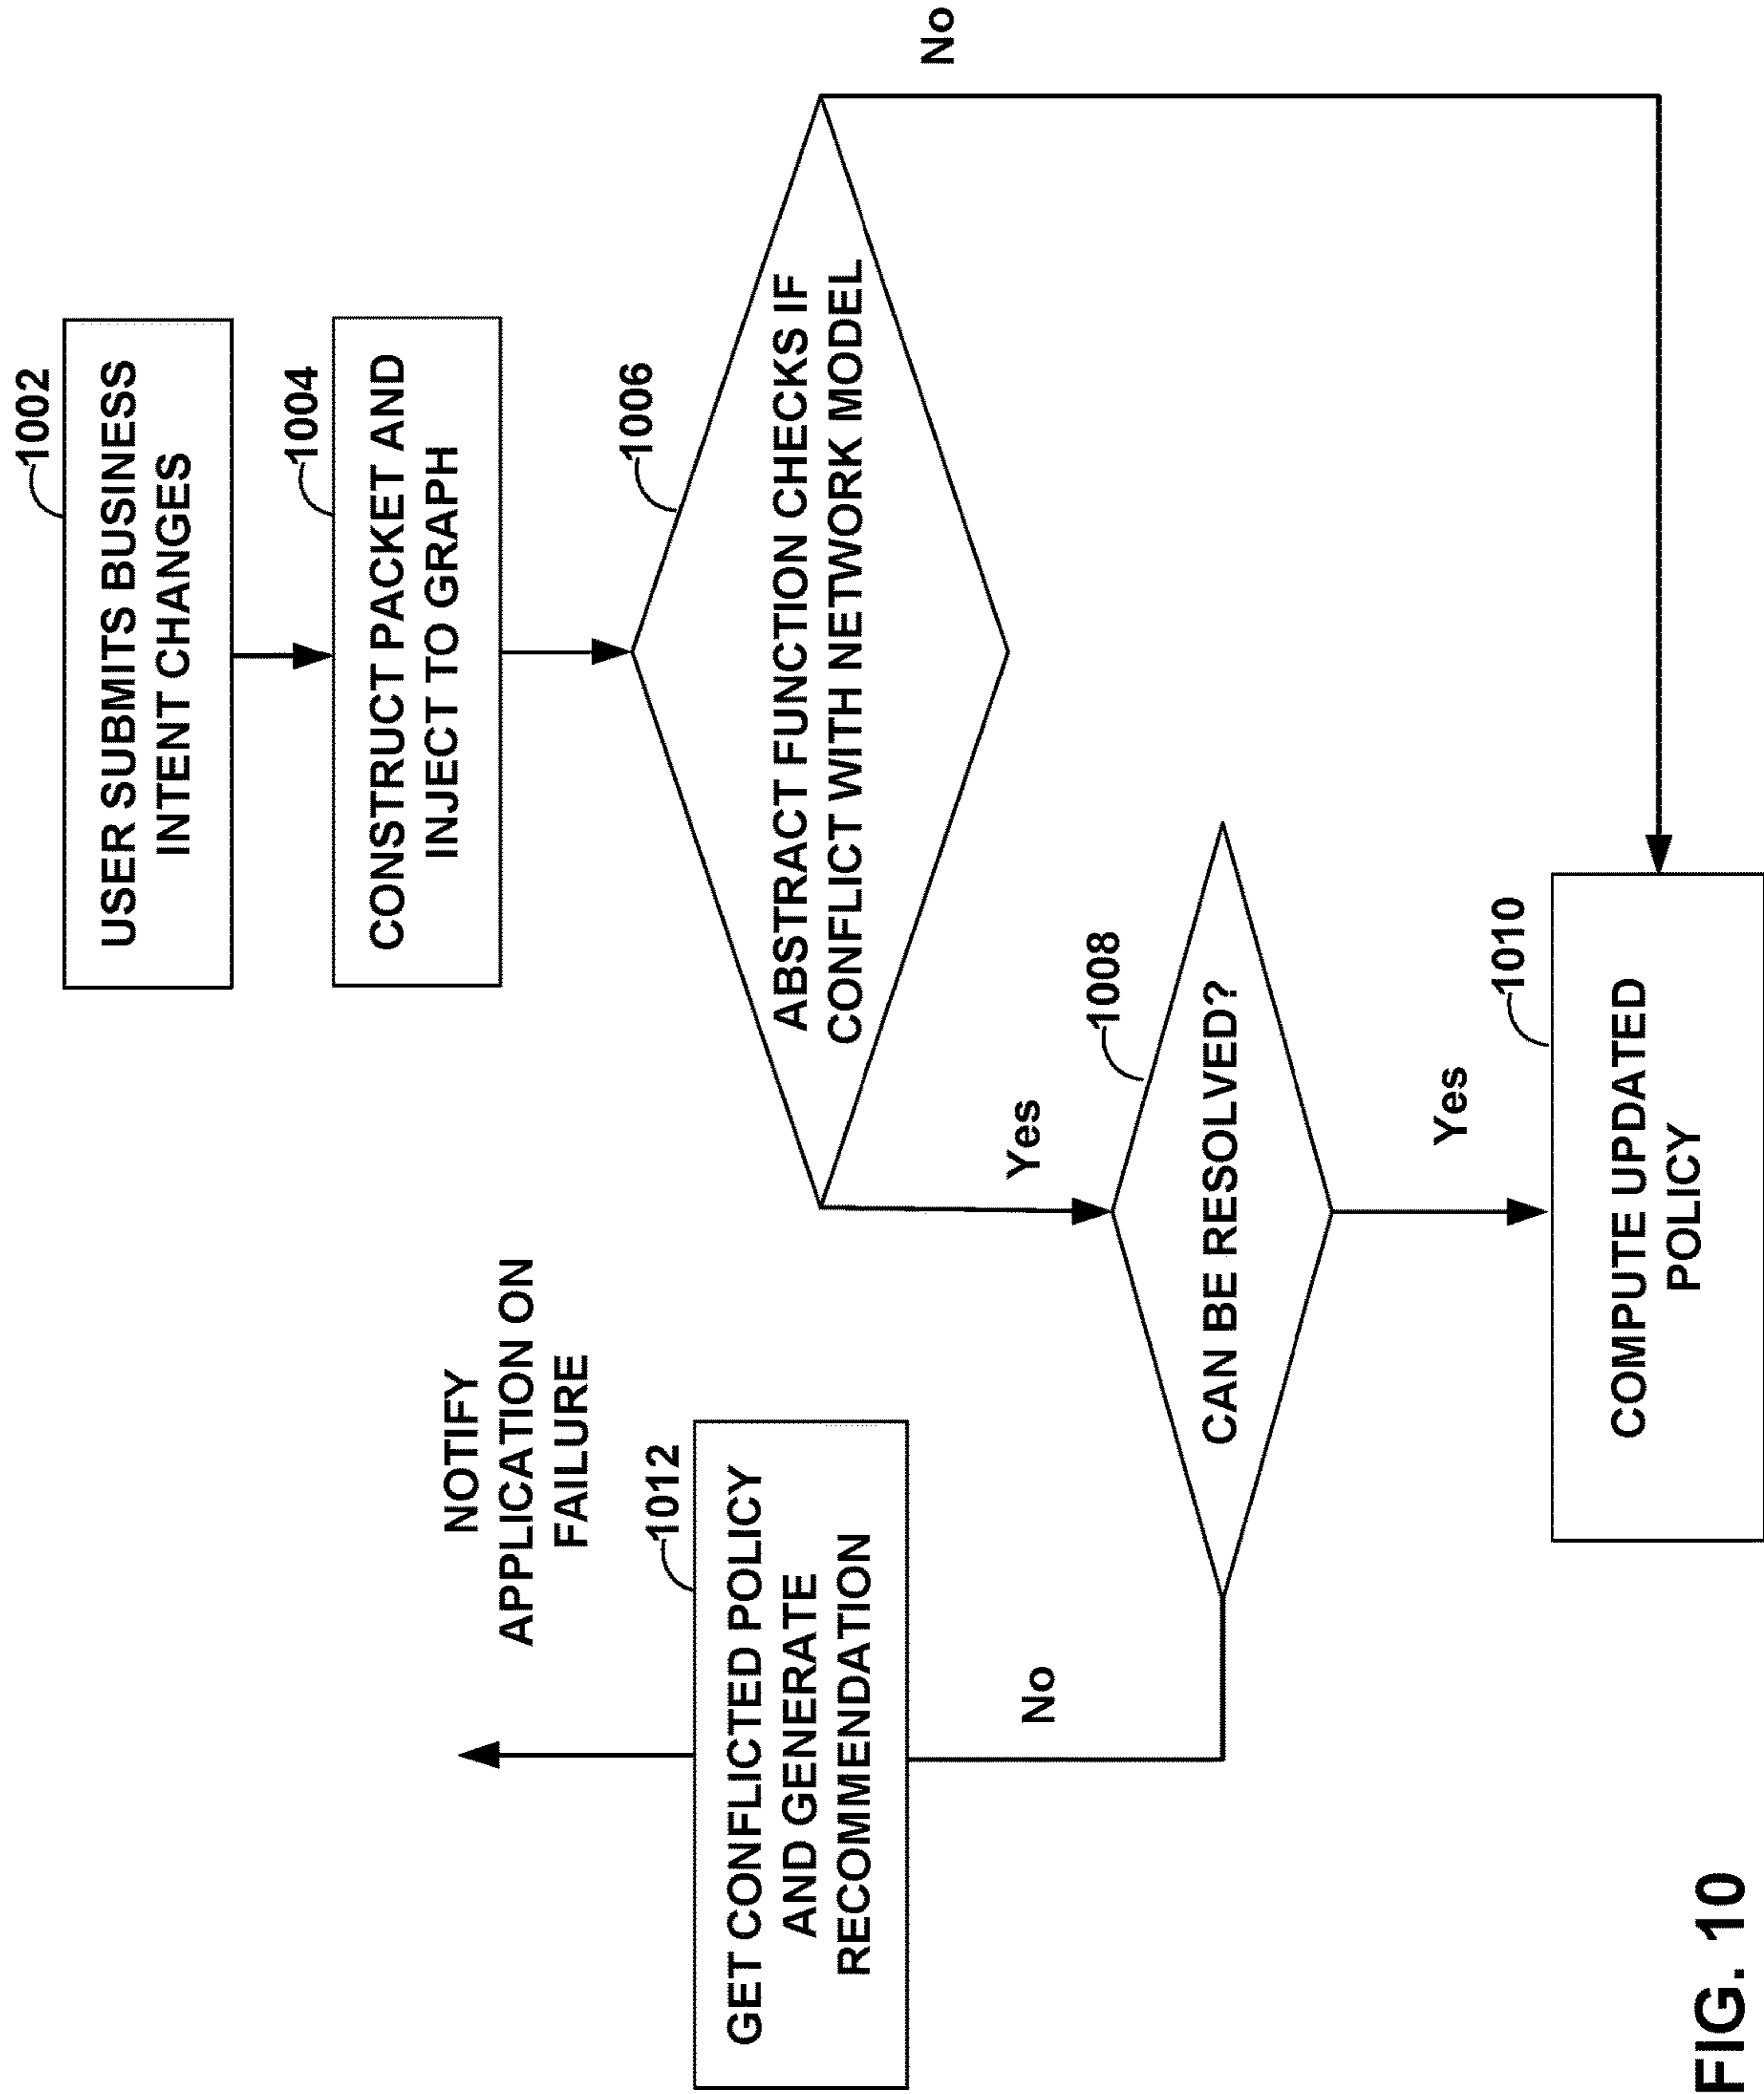 1002
USER SUBMITS BUSINESS
INTENT CHANGES
1004
CONSTRUCT PACKET AND
INJECT TO GRAPH
1006
ABSTRACT FUNCTION CHECKS IF
CONFLICT WITH NETWORK MODEL
No
Yes
1008
CAN BE RESOLVED?
Yes
1010
COMPUTE UPDATED
POLICY
No
1012
GET CONFLICTED POLICY
AND GENERATE
RECOMMENDATION
NOTIFY
APPLICATION ON
FAILURE
FIG. 10